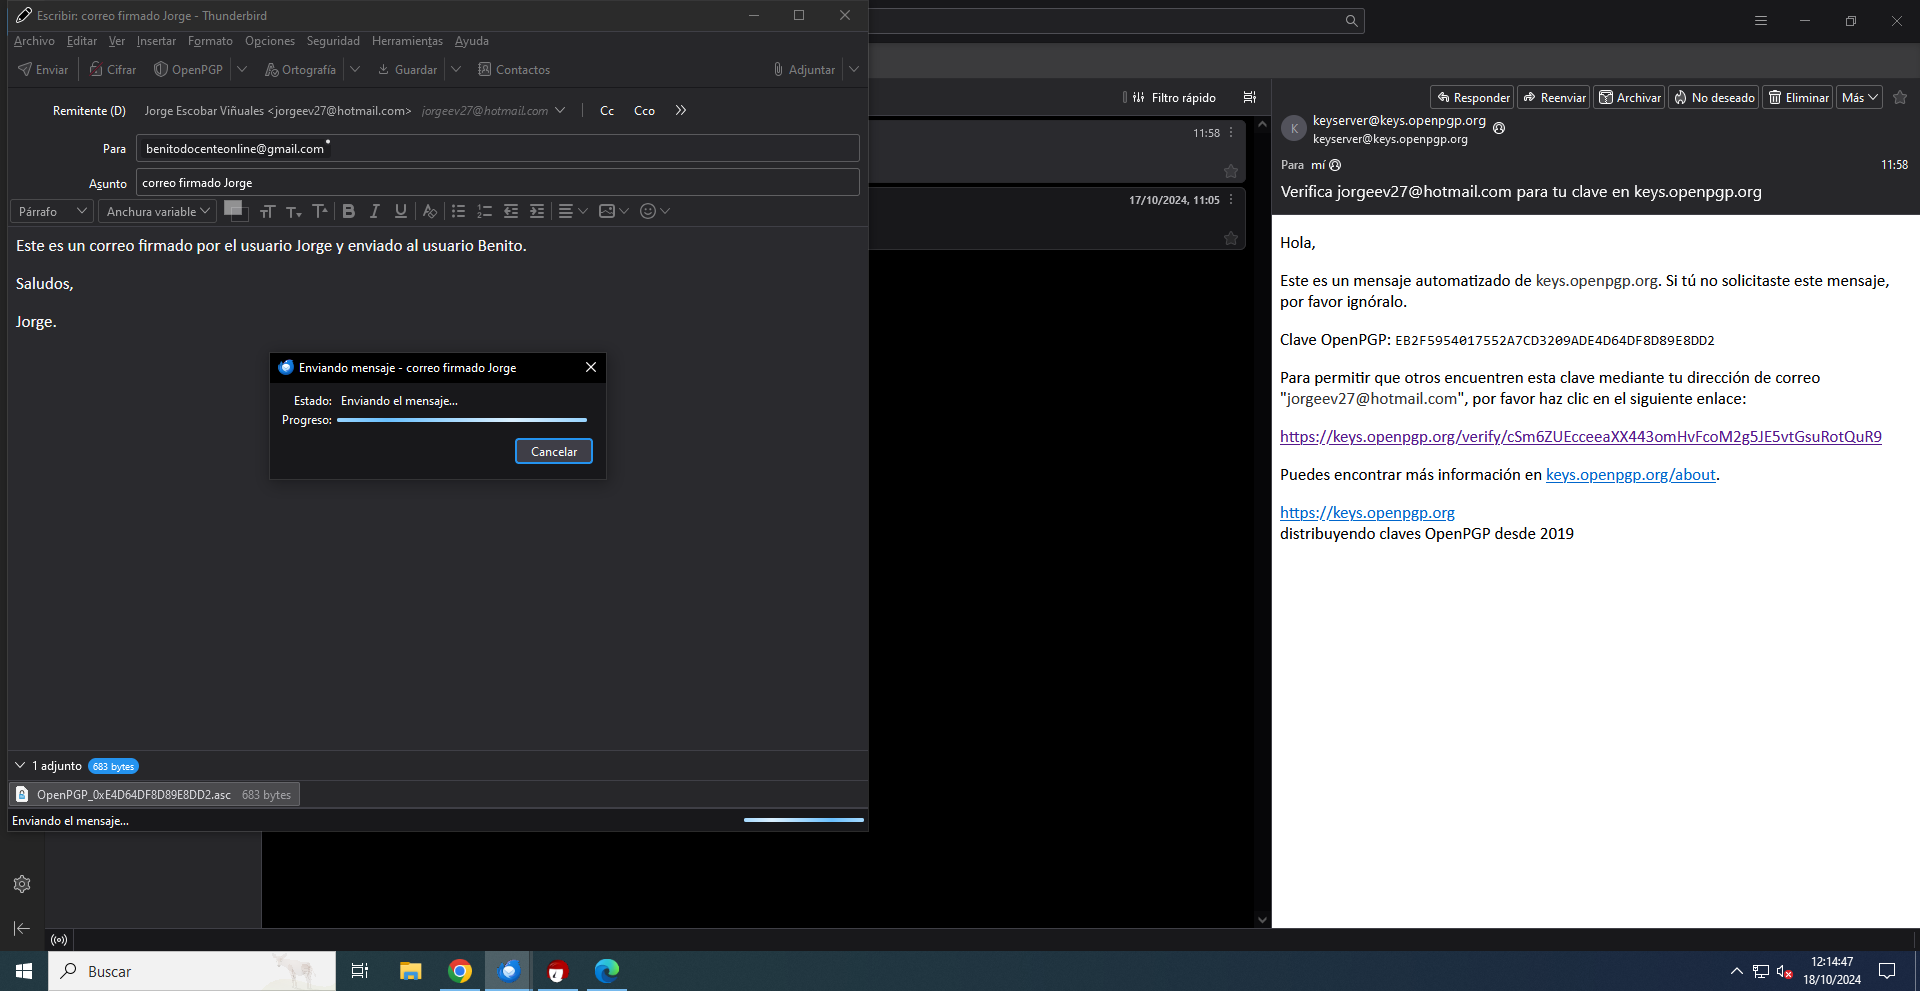 Escribir: correo firmado Jorge - Thunderbird
Archivo Editar Ver Insertar Formato Opciones Seguridad Herramientas Ayuda
Enviar Cifrar OpenPGP Ortografía Guardar Contactos Adjuntar
Remitente (D) Jorge Escobar Viñuales <jorgeev27@hotmail.com> jorgeev27@hotmail.com Cc Cco
Para benitodocenteonline@gmail.com
Asunto correo firmado Jorge
Párrafo Anchura variable
Este es un correo firmado por el usuario Jorge y enviado al usuario Benito.
Saludos,
Jorge.
Enviando mensaje - correo firmado Jorge
Estado: Enviando el mensaje...
Progreso:
Cancelar
1 adjunto 683 bytes
OpenPGP_0xE4D64DF8D89E8DD2.asc 683 bytes
Enviando el mensaje...
Filtro rápido
11:58
17/10/2024, 11:05
Responder Reenviar Archivar No deseado Eliminar Más
K
keyserver@keys.openpgp.org
keyserver@keys.openpgp.org
Para mí 11:58
Verifica jorgeev27@hotmail.com para tu clave en keys.openpgp.org
Hola,
Este es un mensaje automatizado de keys.openpgp.org. Si tú no solicitaste este mensaje,
por favor ignóralo.
Clave OpenPGP: EB2F5954017552A7CD3209ADE4D64DF8D89E8DD2
Para permitir que otros encuentren esta clave mediante tu dirección de correo
"jorgeev27@hotmail.com", por favor haz clic en el siguiente enlace:
https://keys.openpgp.org/verify/cSm6ZUEcceeaXX443omHvFcoM2g5JE5vtGsuRotQuR9
Puedes encontrar más información en keys.openpgp.org/about.
https://keys.openpgp.org
distribuyendo claves OpenPGP desde 2019
Buscar
12:14:47
18/10/2024